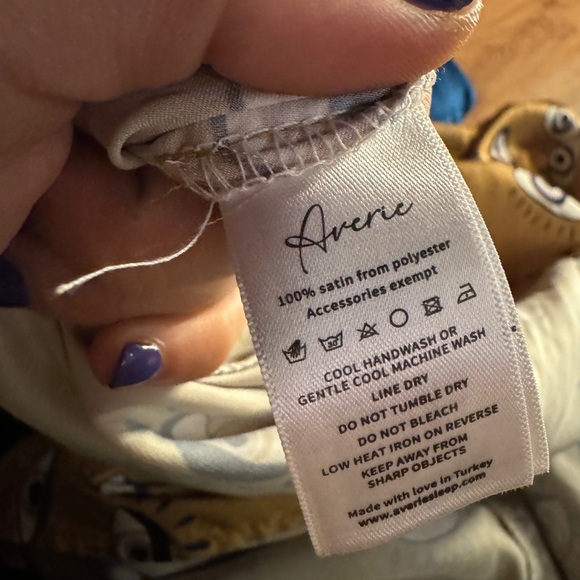 Averie
100% satin from polyester
Accessories exempt
30
COOL HANDWASH OR
GENTLE COOL MACHINE WASH
LINE DRY
DO NOT TUMBLE DRY
DO NOT BLEACH
LOW HEAT IRON ON REVERSE
KEEP AWAY FROM
SHARP OBJECTS
Made with love in Turkey
www.averiesleep.com